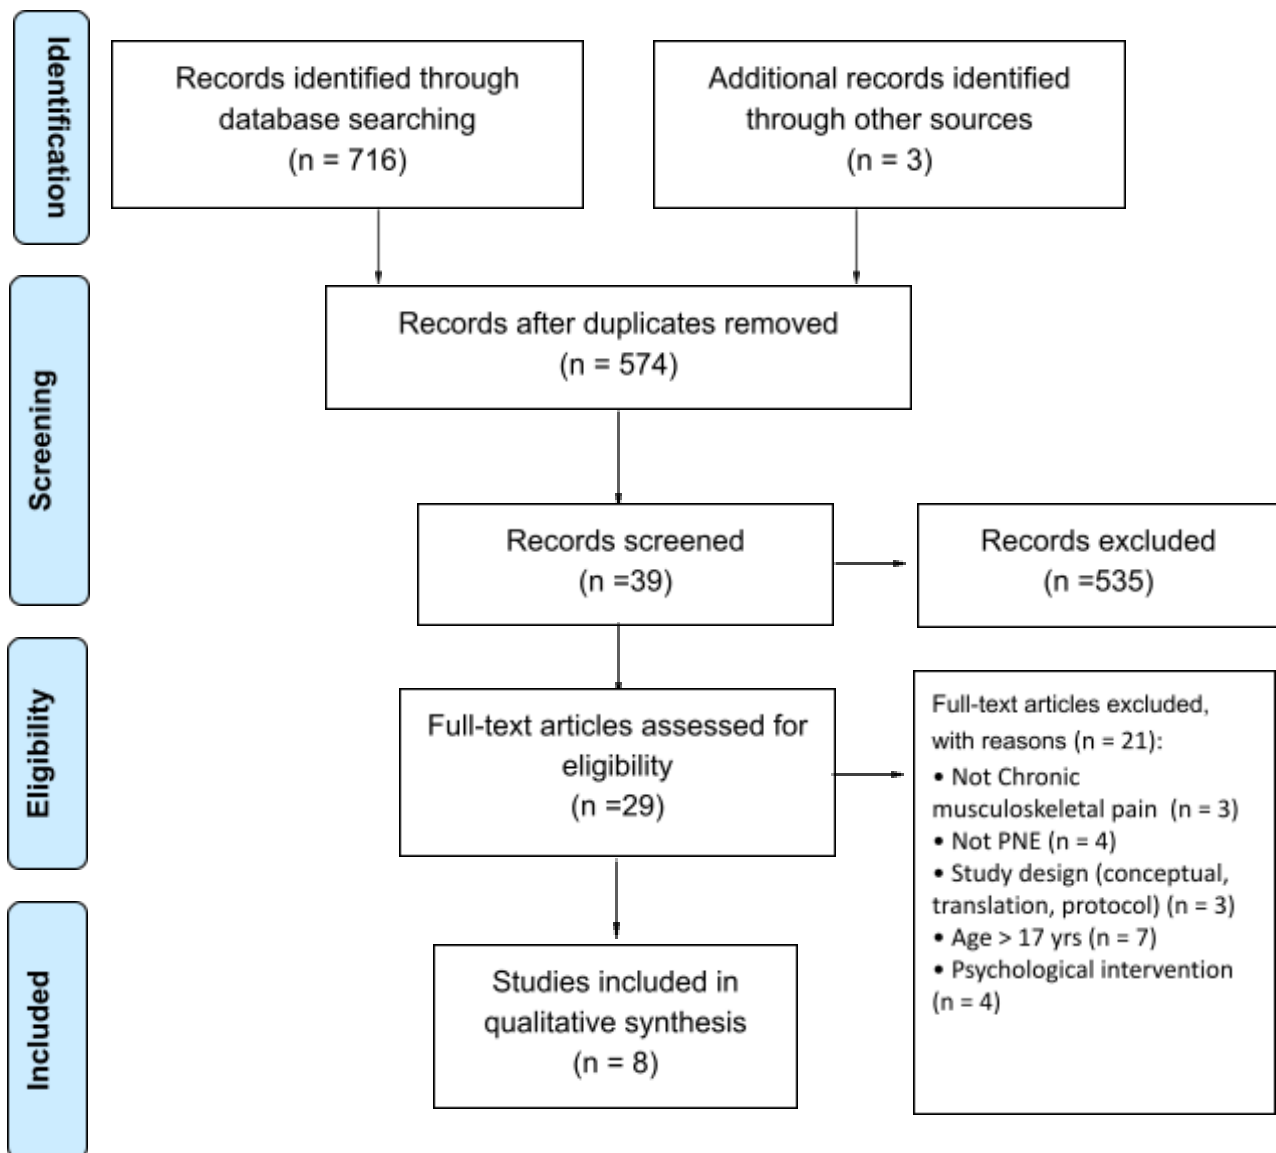 Identification
Records identified through
database searching
(n = 716)
Additional records identified
through other sources
(n = 3)
Screening
Records after duplicates removed
(n = 574)
Records screened
(n =39)
Records excluded
(n =535)
Eligibility
Full-text articles assessed for
eligibility
(n =29)
Full-text articles excluded,
with reasons (n = 21):
• Not Chronic
musculoskeletal pain (n = 3)
• Not PNE (n = 4)
• Study design (conceptual,
translation, protocol) (n = 3)
• Age > 17 yrs (n = 7)
• Psychological intervention
(n = 4)
Included
Studies included in
qualitative synthesis
(n = 8)